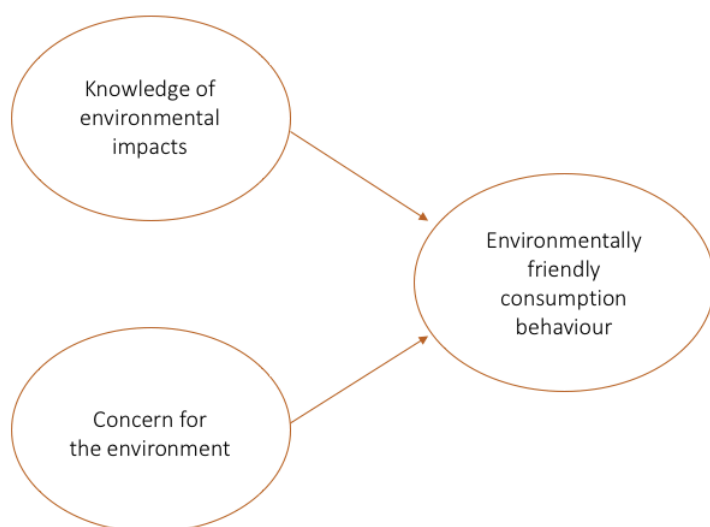 Knowledge of
environmental
impacts
Environmentally
friendly
consumption
behaviour
Concern for
the environment